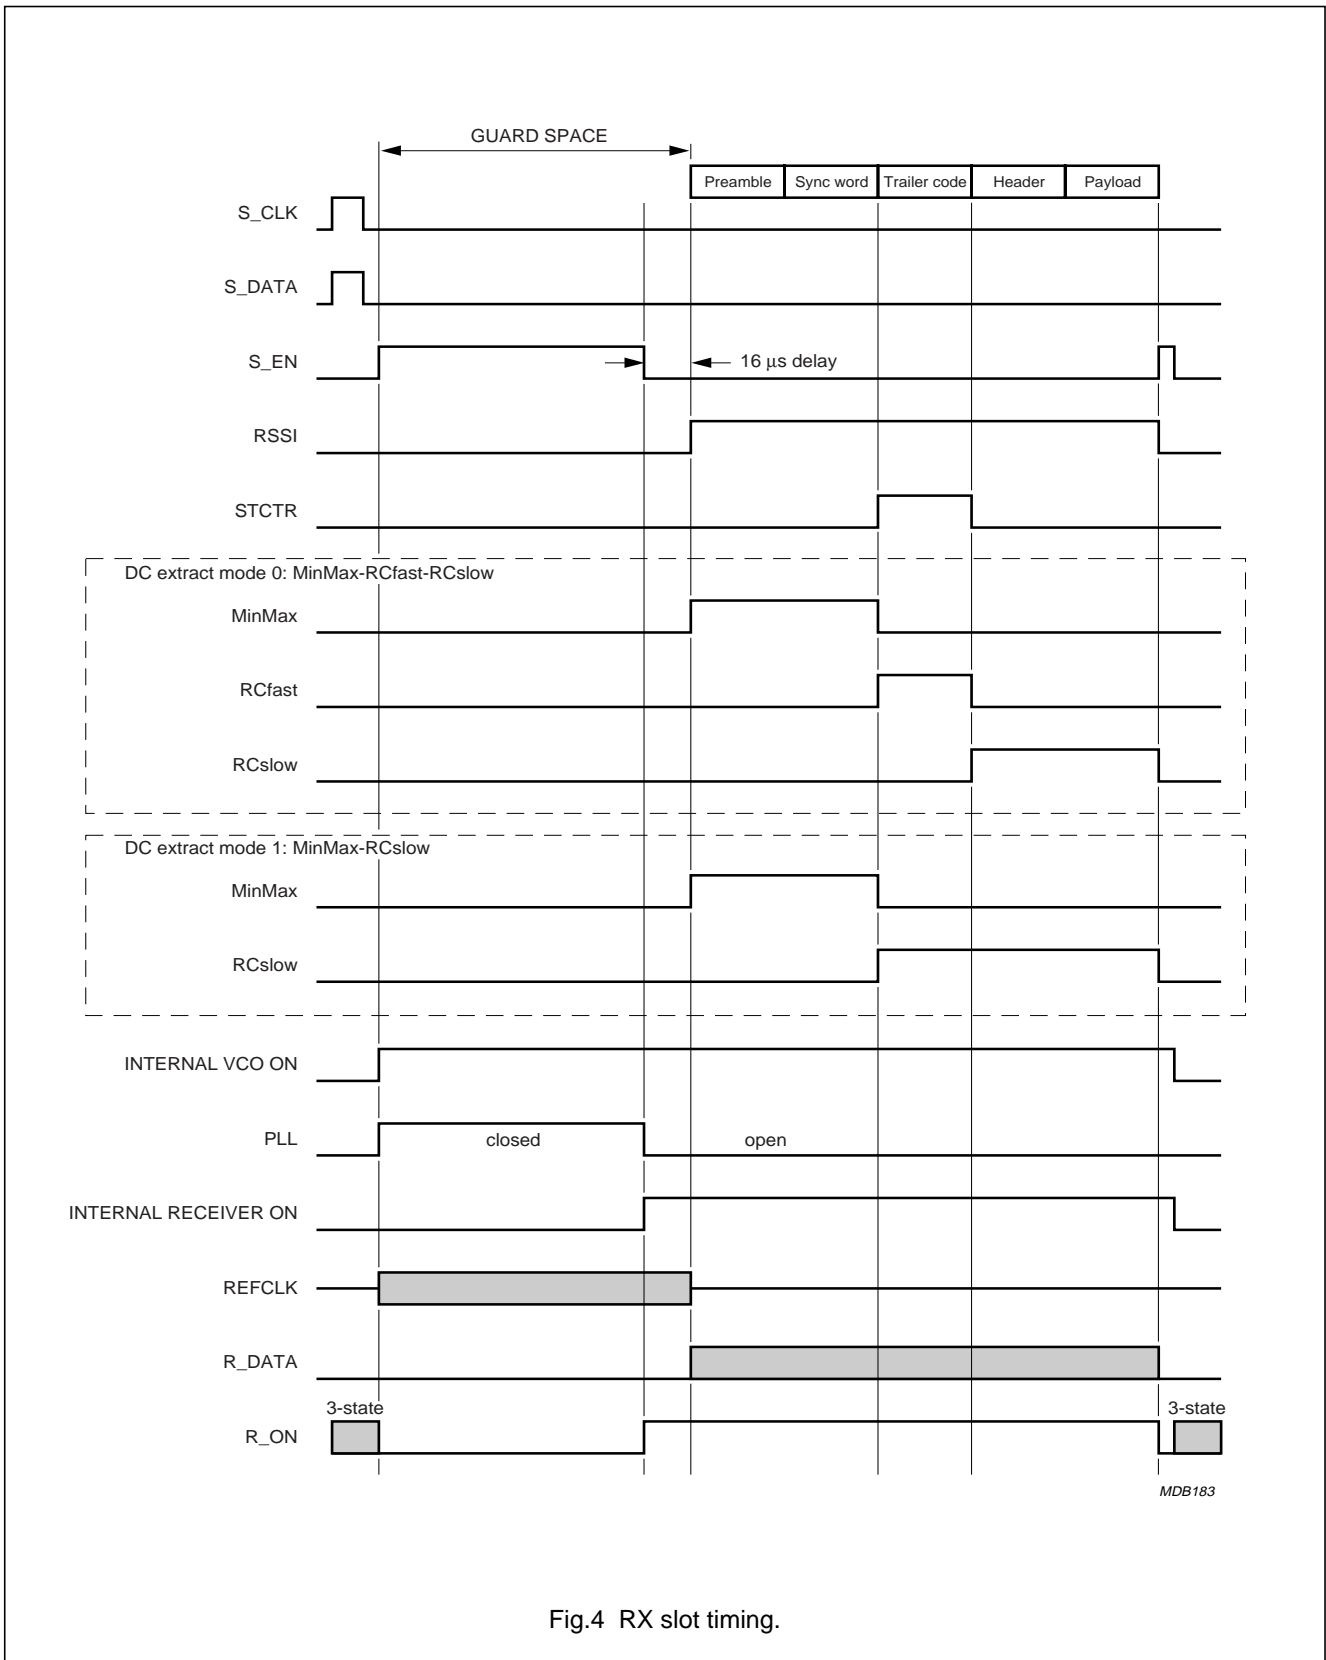 GUARD SPACE
Preamble Sync word Trailer code Header Payload
S_CLK
S_DATA
S_EN
16 µs delay
RSSI
STCTR
DC extract mode 0: MinMax-RCfast-RCslow
MinMax
RCfast
RCslow
DC extract mode 1: MinMax-RCslow
MinMax
RCslow
INTERNAL VCO ON
PLL closed open
INTERNAL RECEIVER ON
REFCLK
R_DATA
3-state 3-state
R_ON
MDB183
Fig.4 RX slot timing.